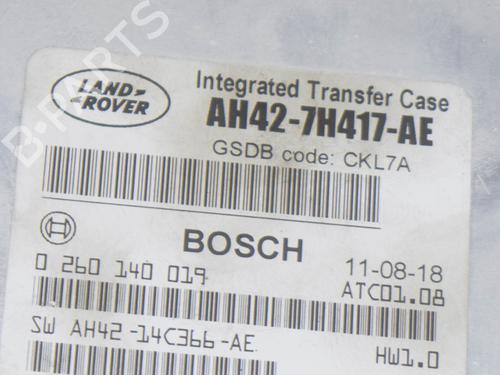 B-PARTS
LAND
ROVER
Integrated Transfer Case
AH42-7H417-AE
GSDB code: CKL7A
BOSCH
11-08-18
0 260 140 019
ATC01.08
SW AH42-14C366-AE
HW1.0